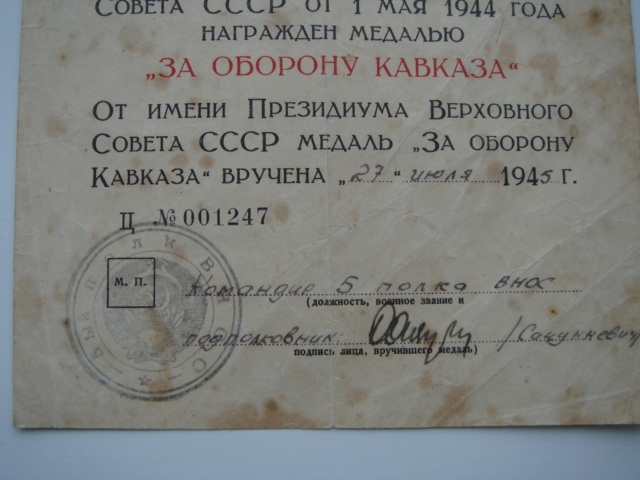 Совета СССР от 1 мая 1944 года
награжден медалью
„За оборону Кавказа“
От имени Президиума Верховного
Совета СССР медаль „За оборону
Кавказа“ вручена „27“ июля 1945 г.
Ц № 001247
М. П.
Командир 5 полка ВНОС
(должность, военное звание и
подполковник
подпись лица, вручившего медаль)